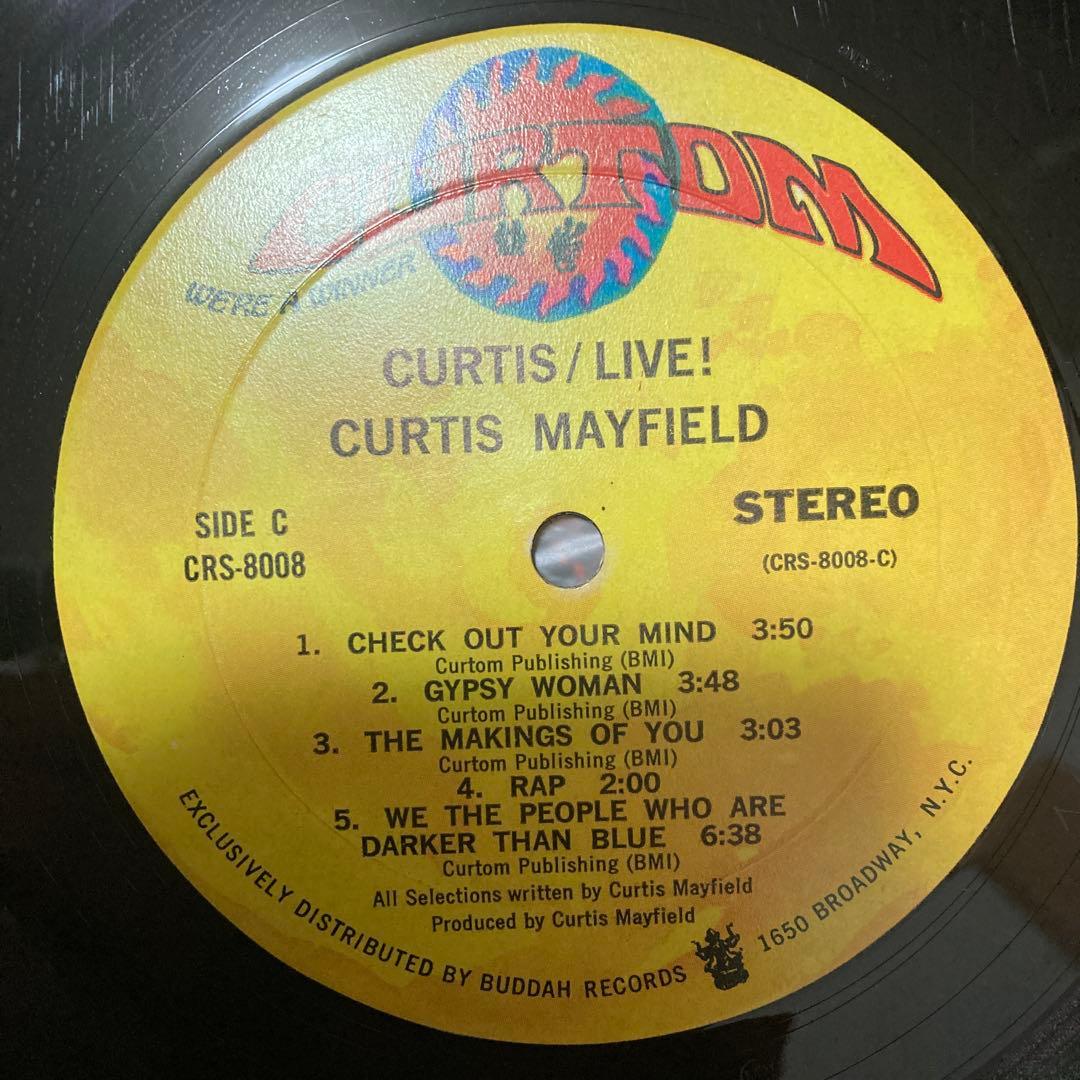 CURTOM
WE'RE A WINNER
CURTIS / LIVE!
CURTIS MAYFIELD
SIDE C
CRS-8008
STEREO
(CRS-8008-C)
1. CHECK OUT YOUR MIND 3:50
Curtom Publishing (BMI)
2. GYPSY WOMAN 3:48
Curtom Publishing (BMI)
3. THE MAKINGS OF YOU 3:03
Curtom Publishing (BMI)
4. RAP 2:00
5. WE THE PEOPLE WHO ARE
DARKER THAN BLUE 6:38
Curtom Publishing (BMI)
All Selections written by Curtis Mayfield
Produced by Curtis Mayfield
EXCLUSIVELY DISTRIBUTED BY BUDDAH RECORDS 1650 BROADWAY, N.Y.C.